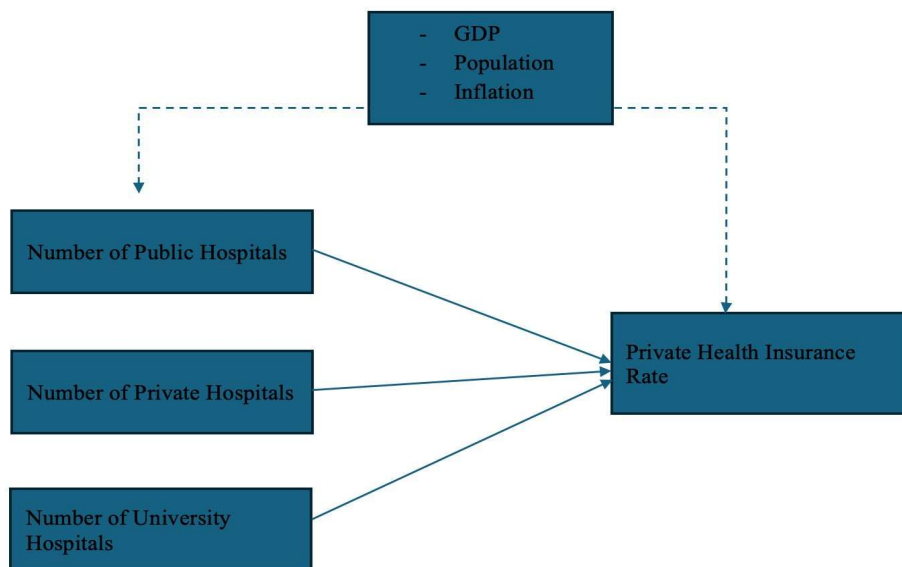 - GDP
- Population
- Inflation
Number of Public Hospitals
Private Health Insurance
Rate
Number of Private Hospitals
Number of University
Hospitals